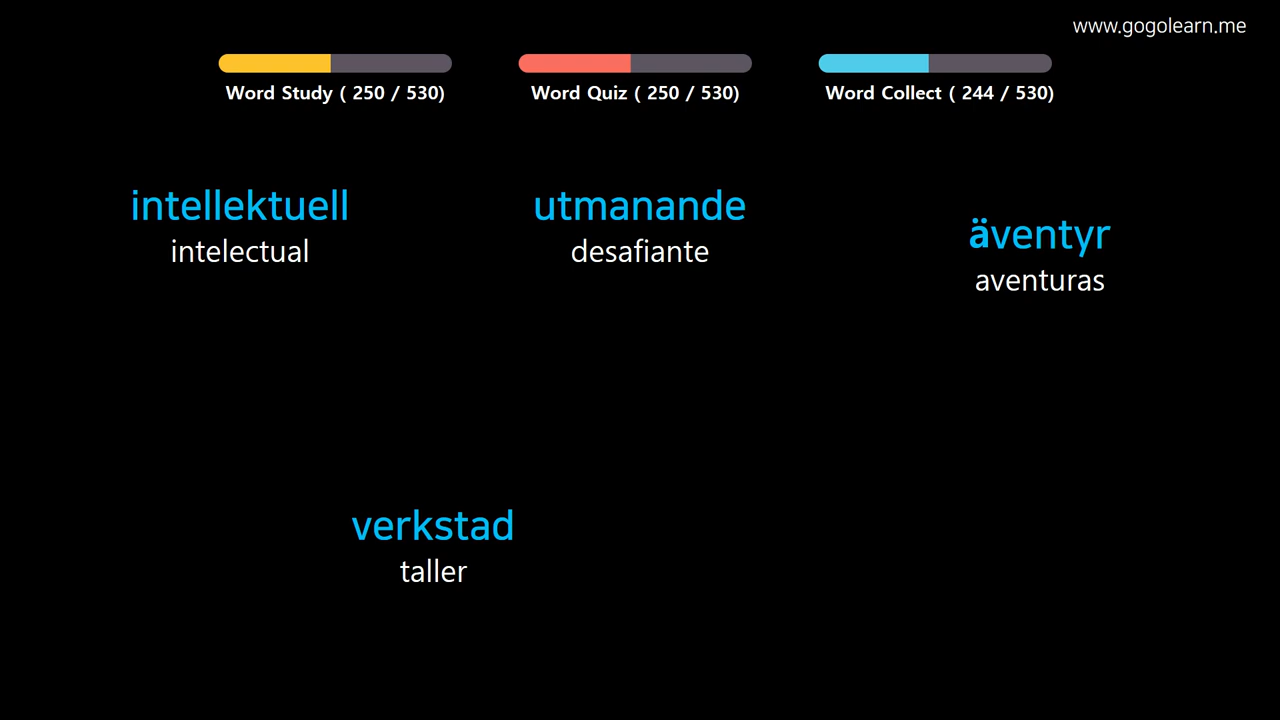 www.gogolearn.me
Word Study ( 250 / 530)
Word Quiz ( 250 / 530)
Word Collect ( 244 / 530)
intellektuell
intelectual
utmanande
desafiante
äventyr
aventuras
verkstad
taller